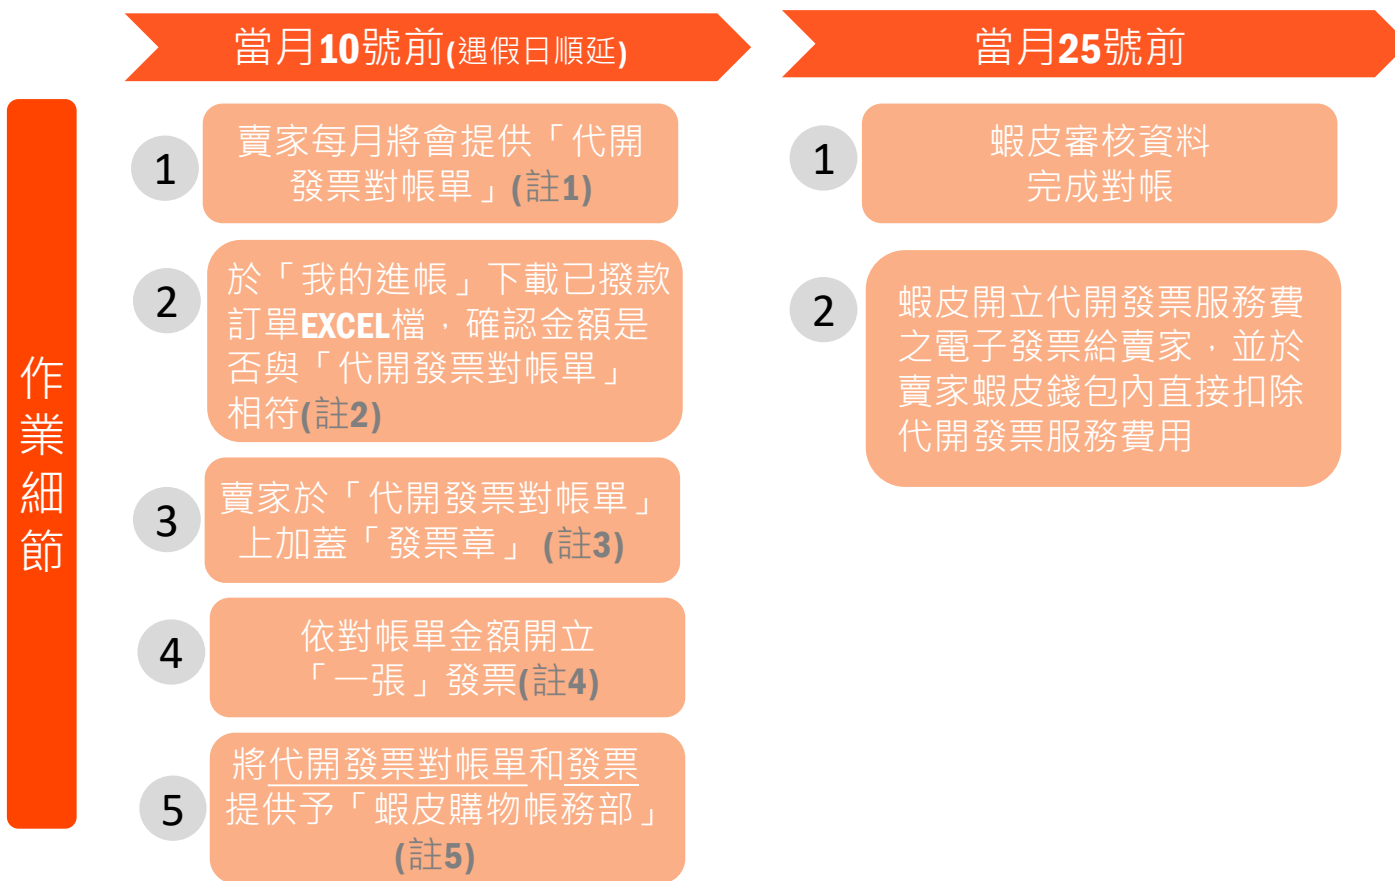 當月10號前(遇假日順延)
當月25號前
作業細節
1
賣家每月將會提供「代開
發票對帳單」(註1)
2
於「我的進帳」下載已撥款
訂單EXCEL檔，確認金額是
否與「代開發票對帳單」
相符(註2)
3
賣家於「代開發票對帳單」
上加蓋「發票章」(註3)
4
依對帳單金額開立
「一張」發票(註4)
5
將代開發票對帳單和發票
提供予「蝦皮購物帳務部」
(註5)
1
蝦皮審核資料
完成對帳
2
蝦皮開立代開發票服務費
之電子發票給賣家，並於
賣家蝦皮錢包內直接扣除
代開發票服務費用